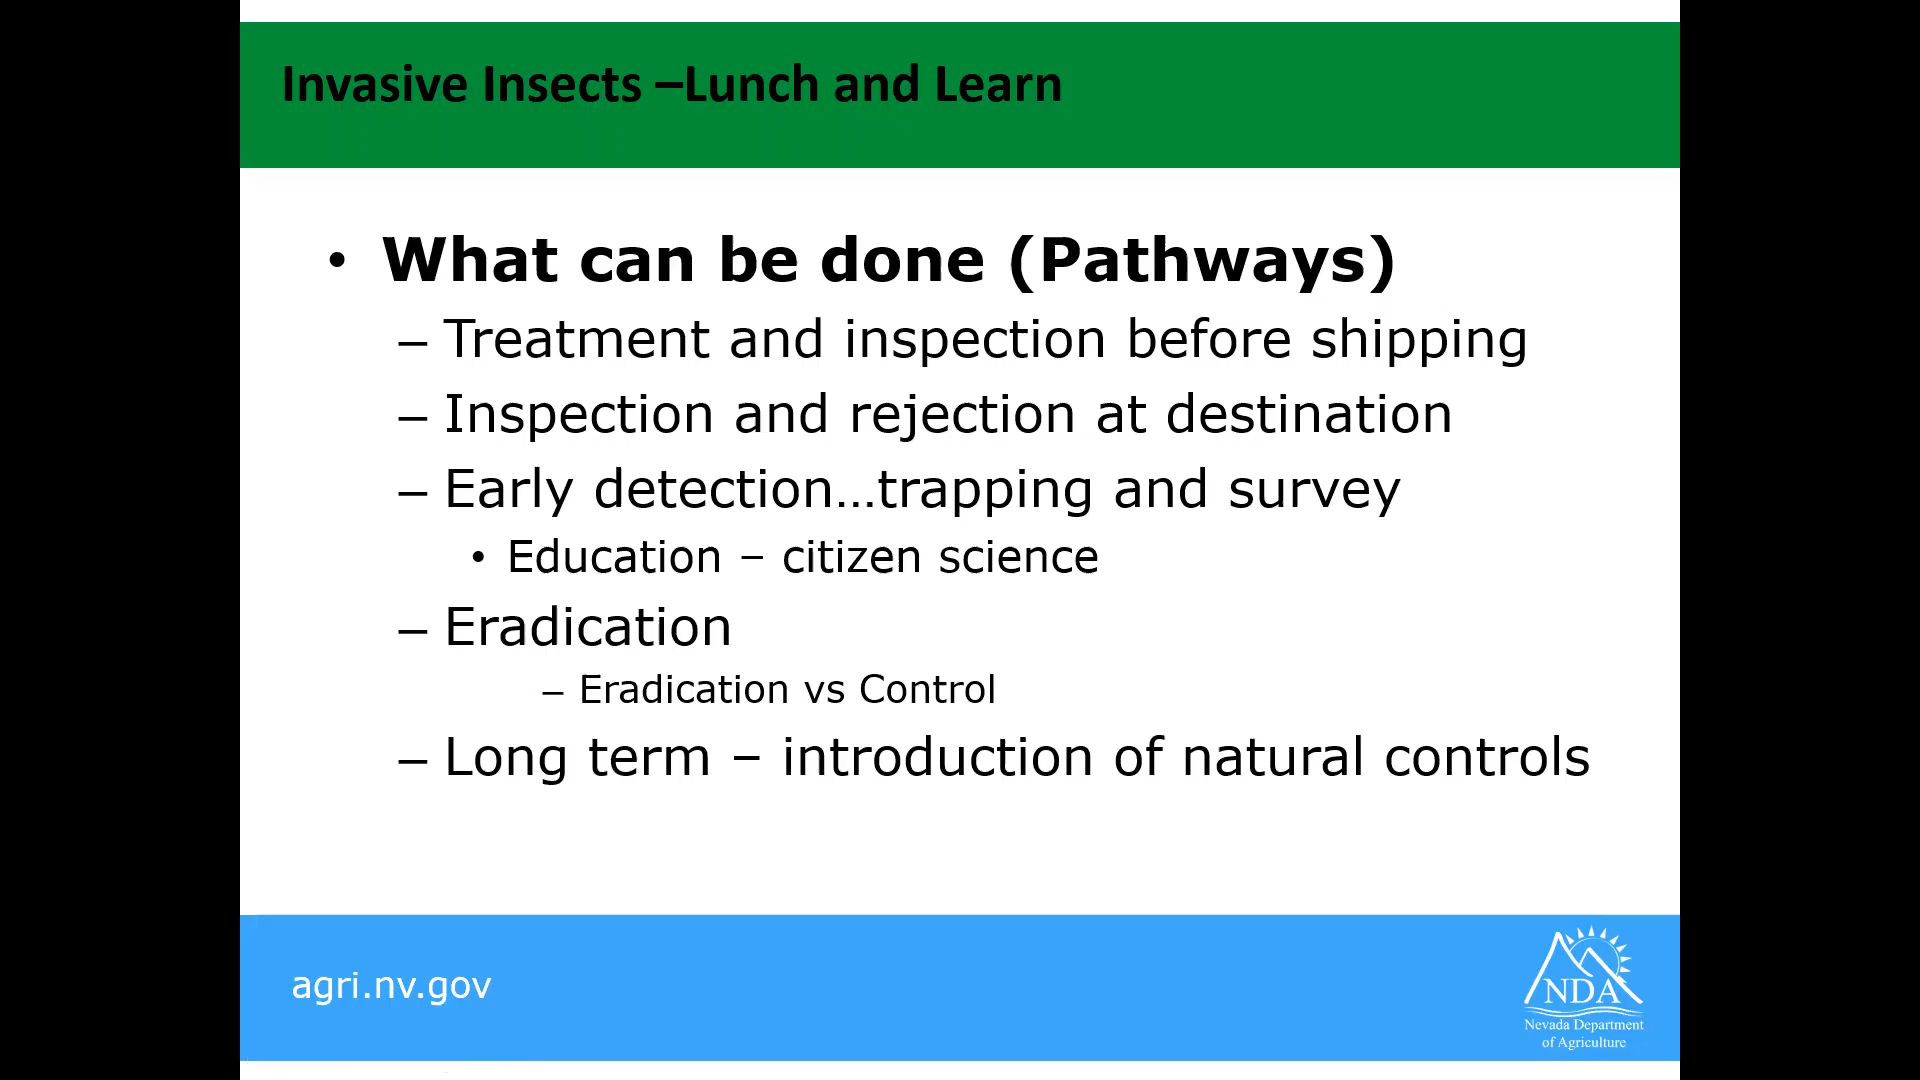 Invasive Insects –Lunch and Learn
• What can be done (Pathways)
– Treatment and inspection before shipping
– Inspection and rejection at destination
– Early detection…trapping and survey
• Education – citizen science
– Eradication
– Eradication vs Control
– Long term – introduction of natural controls
agri.nv.gov
NDA
Nevada Department
of Agriculture